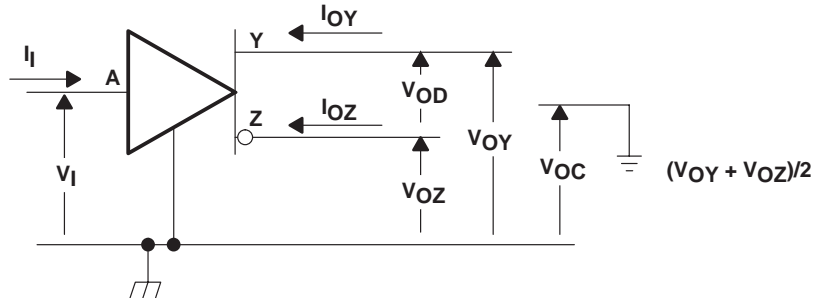 I_OY
Y
I_I
A
V_OD
I_OZ
Z
V_OY
V_I
V_OZ
V_OC
(V_OY + V_OZ)/2